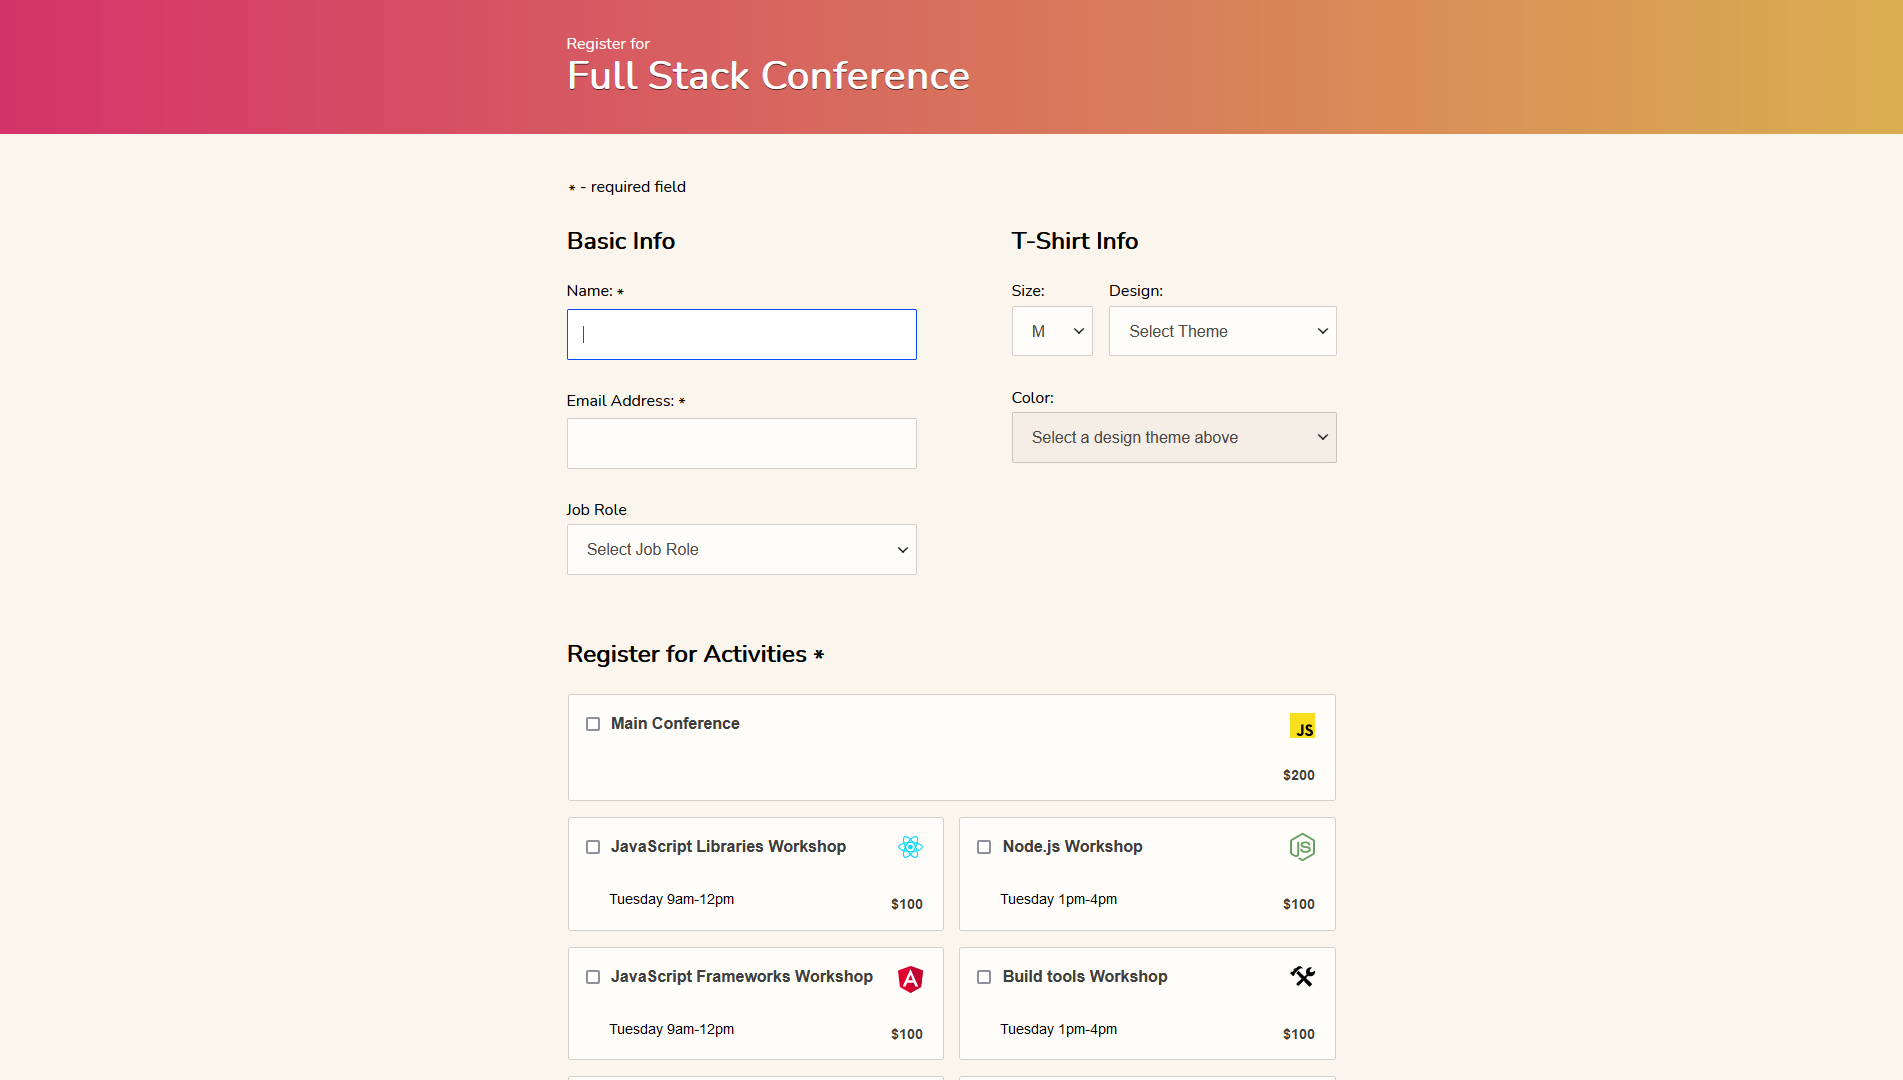 Register for
Full Stack Conference
* - required field
Basic Info
Name: *
Email Address: *
Job Role
Select Job Role
T-Shirt Info
Size:
Design:
M
Select Theme
Color:
Select a design theme above
Register for Activities *
Main Conference
JS
$200
JavaScript Libraries Workshop
Tuesday 9am-12pm
$100
Node.js Workshop
JS
Tuesday 1pm-4pm
$100
JavaScript Frameworks Workshop
A
Tuesday 9am-12pm
$100
Build tools Workshop
Tuesday 1pm-4pm
$100